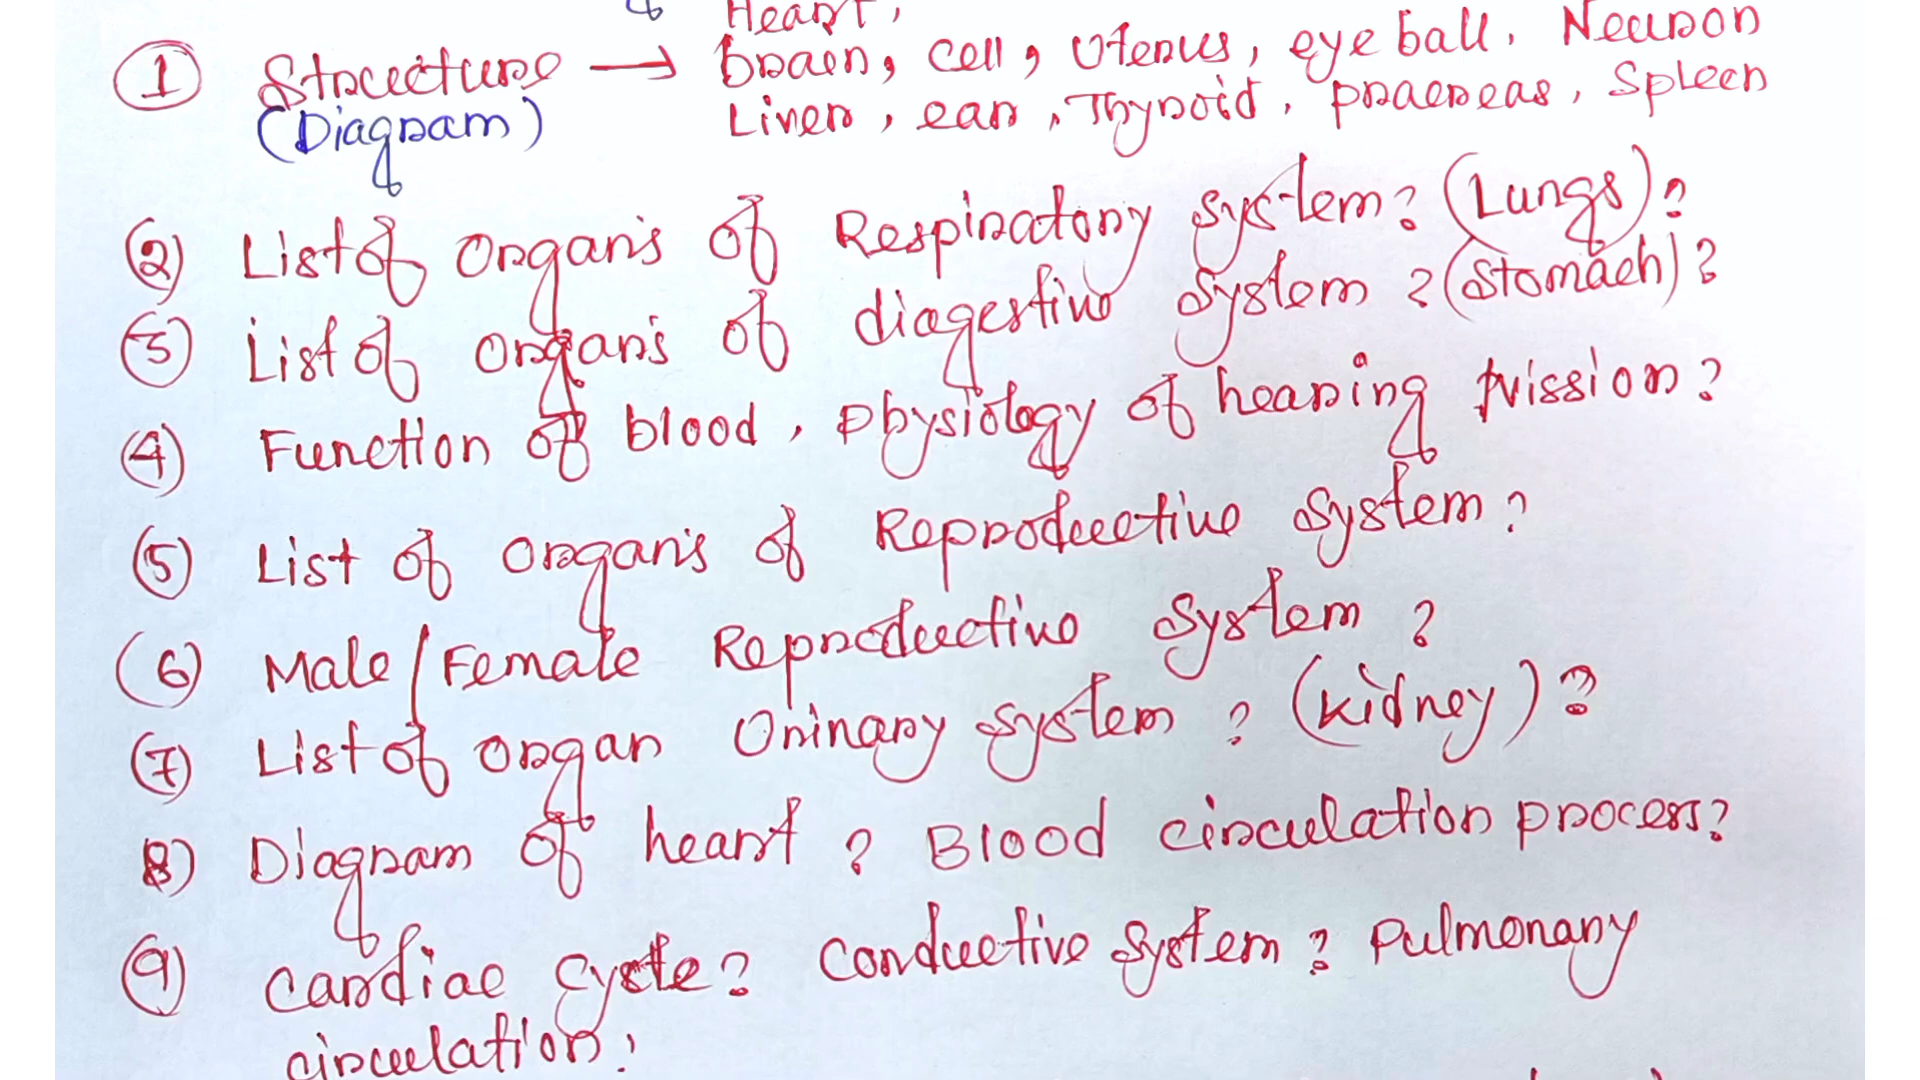 Heart,
① Structure → brain, cell, Uterus, eye ball, Neuron
(Diagram) Liver, ear, Thyroid, pancreas, Spleen
② List of Organ's of Respiratory system? (Lungs)?
③ List of Organ's of diagestive System? (Stomach)?
④ Function of blood, physiology of hearing vission?
⑤ List of Organ's of Reproductive System?
⑥ Male/Female Reproductive System?
⑦ List of organ Urinary system? (kidney)?
8) Diagram of heart? Blood circulation process?
⑨ Cardiac cycle? Conductive System? Pulmonary
circulation?